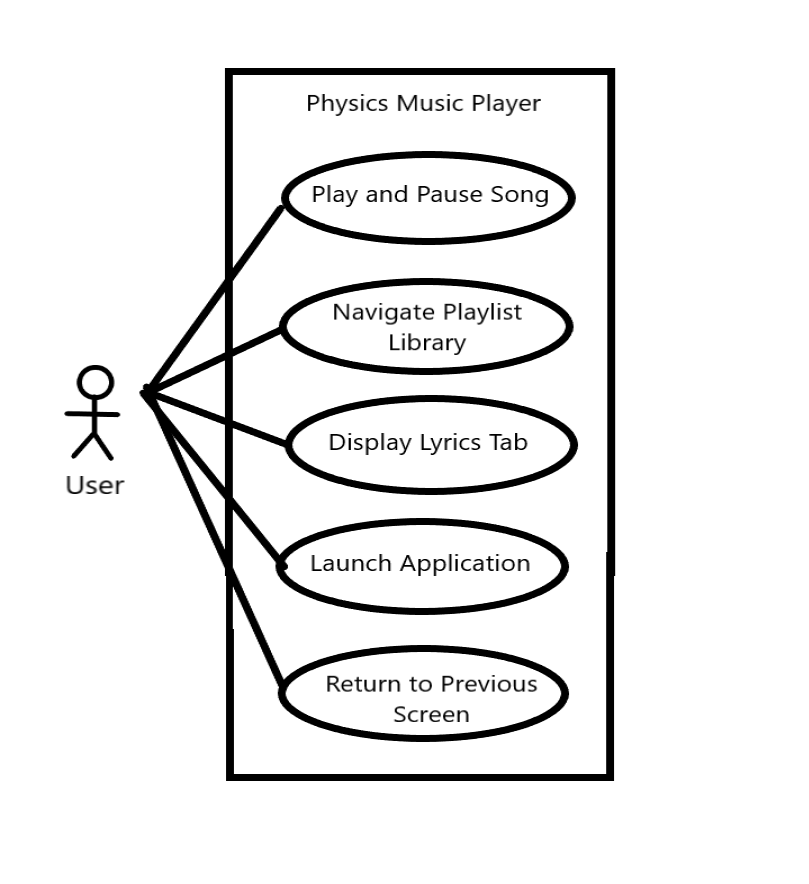 Physics Music Player
Play and Pause Song
Navigate Playlist
Library
Display Lyrics Tab
User
Launch Application
Return to Previous
Screen